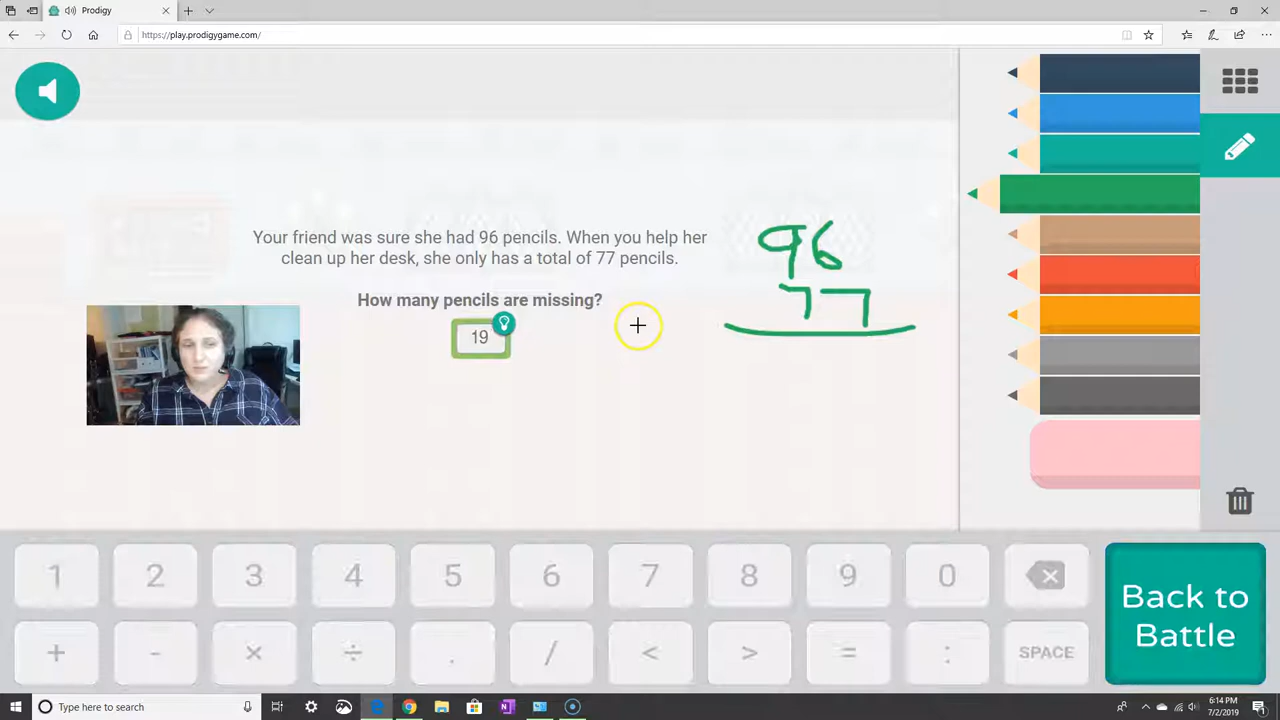 Prodigy
https://play.prodigygame.com/
Your friend was sure she had 96 pencils. When you help her
clean up her desk, she only has a total of 77 pencils.
How many pencils are missing?
19
96
77
1 2 3 4 5 6 7 8 9 0
+ - × ÷ . / < > = : SPACE
Back to
Battle
Type here to search
6:14 PM
7/2/2019